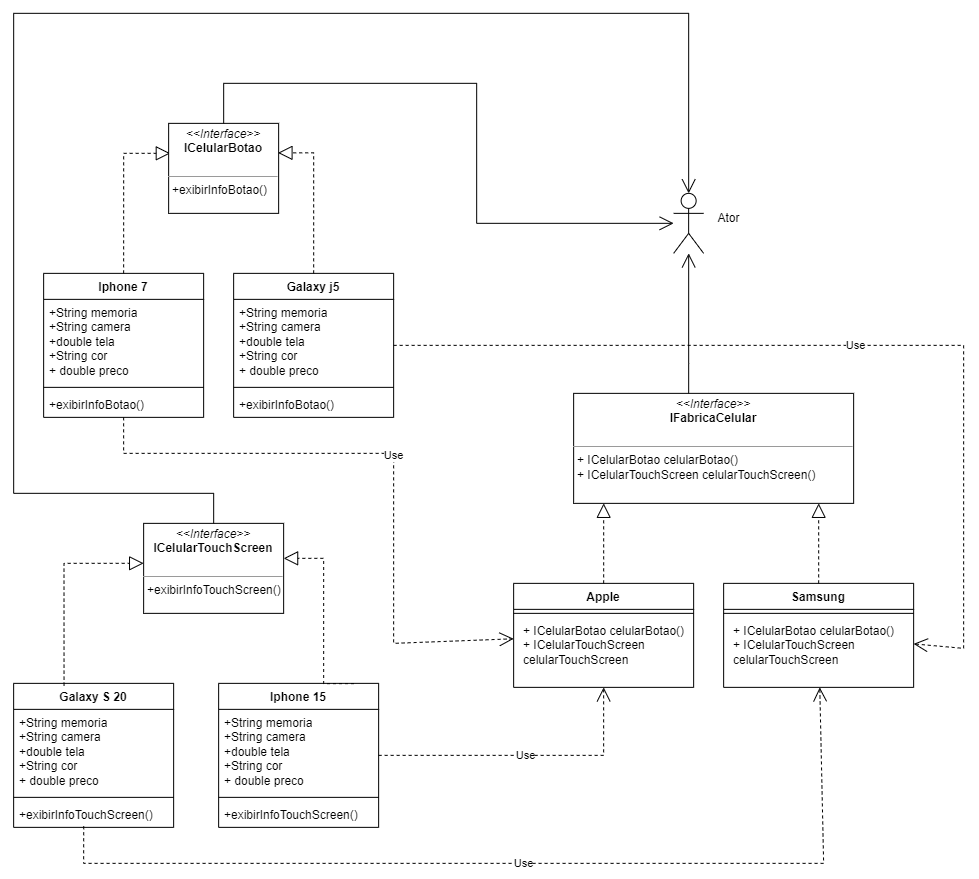 <<Interface>>
ICelularBotao
+exibirInfoBotao()
Ator
Iphone 7
+String memoria
+String camera
+double tela
+String cor
+ double preco
+exibirInfoBotao()
Galaxy j5
+String memoria
+String camera
+double tela
+String cor
+ double preco
+exibirInfoBotao()
Use
<<Interface>>
IFabricaCelular
+ ICelularBotao celularBotao()
+ ICelularTouchScreen celularTouchScreen()
Use
<<Interface>>
ICelularTouchScreen
+exibirInfoTouchScreen()
Apple
+ ICelularBotao celularBotao()
+ ICelularTouchScreen
celularTouchScreen
Samsung
+ ICelularBotao celularBotao()
+ ICelularTouchScreen
celularTouchScreen
Galaxy S 20
+String memoria
+String camera
+double tela
+String cor
+ double preco
+exibirInfoTouchScreen()
Iphone 15
+String memoria
+String camera
+double tela
+String cor
+ double preco
+exibirInfoTouchScreen()
Use
Use